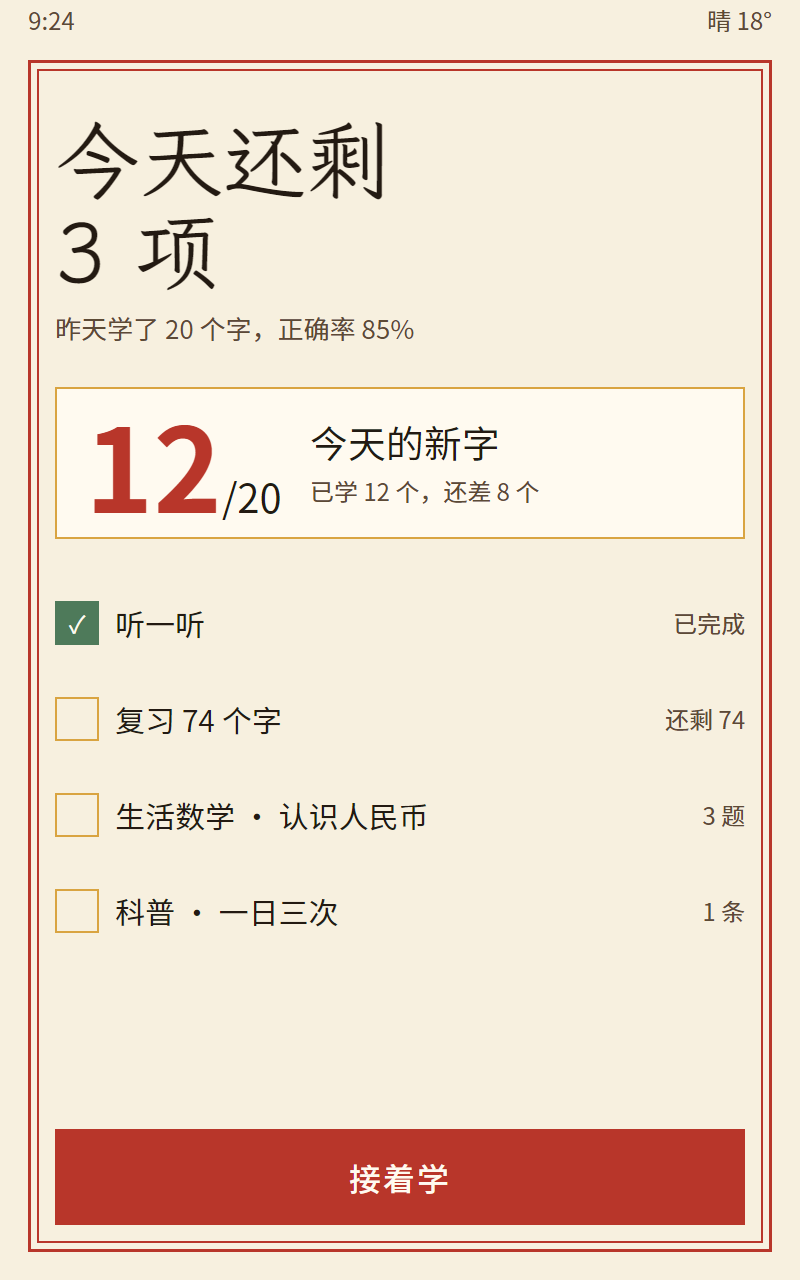 9:24
晴 18°
今天还剩
3 项
昨天学了 20 个字，正确率 85%
12/20
今天的新字
已学 12 个，还差 8 个
✓ 听一听
已完成
复习 74 个字
还剩 74
生活数学 · 认识人民币
3 题
科普 · 一日三次
1 条
接着学